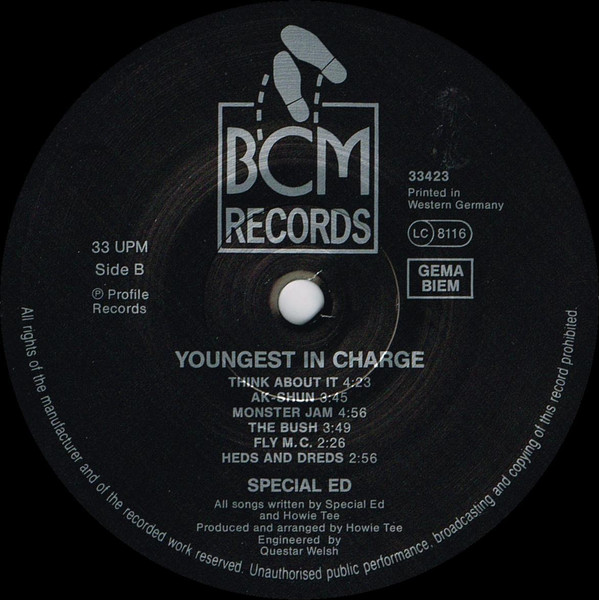 BCM
RECORDS
33423
Printed in
Western Germany
LC 8116
GEMA
BIEM
33 UPM
Side B
℗ Profile
Records
YOUNGEST IN CHARGE
THINK ABOUT IT 4:23
AK-SHUN 3:45
MONSTER JAM 4:56
THE BUSH 3:49
FLY M.C. 2:26
HEDS AND DREDS 2:56
SPECIAL ED
All songs written by Special Ed
and Howie Tee
Produced and arranged by Howie Tee
Engineered by
Questar Welsh
All rights of the manufacturer and of the recorded work reserved. Unauthorised public performance, broadcasting and copying of this record prohibited.